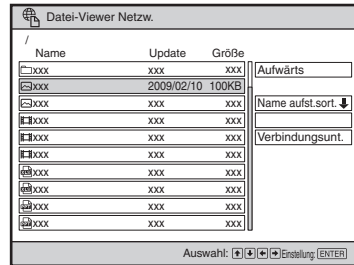 Datei-Viewer Netzw.
/
Name Update Größe
xxx xxx xxx Aufwärts
xxx 2009/02/10 100KB
xxx xxx xxx Name aufst.sort.
xxx xxx xxx
xxx xxx xxx Verbindungsunt.
xxx xxx xxx
xxx xxx xxx
xxx xxx xxx
xxx xxx xxx
xxx xxx xxx
Auswahl: Einstellung: ENTER